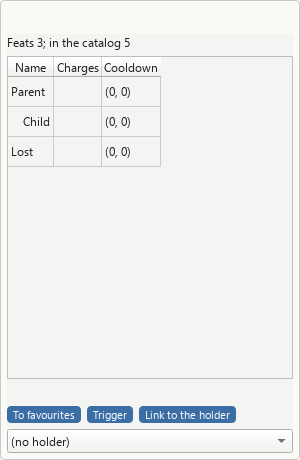 Feats 3; in the catalog 5
Name Charges Cooldown
Parent (0, 0)
Child (0, 0)
Lost (0, 0)
To favourites Trigger Link to the holder
(no holder)